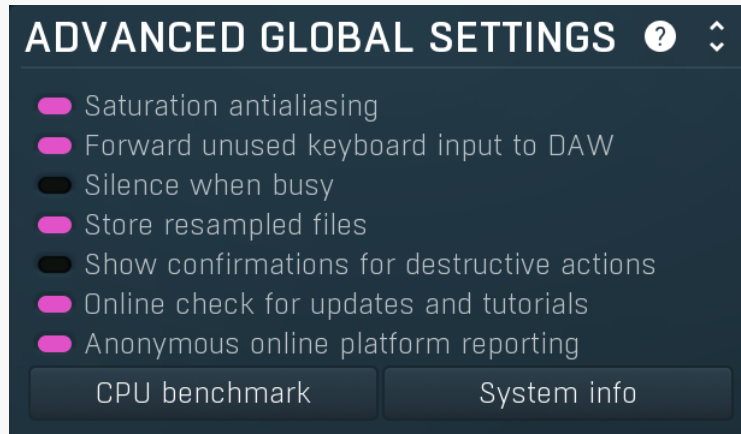 ADVANCED GLOBAL SETTINGS ?
Saturation antialiasing
Forward unused keyboard input to DAW
Silence when busy
Store resampled files
Show confirmations for destructive actions
Online check for updates and tutorials
Anonymous online platform reporting
CPU benchmark System info